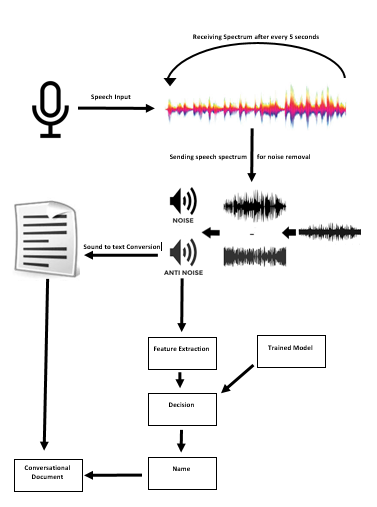 Receiving Spectrum after every 5 seconds
Speech Input
Sending speech spectrum for noise removal
NOISE
–
Sound to text Conversion
ANTI NOISE
Feature Extraction
Trained Model
Decision
Conversational
Document
Name